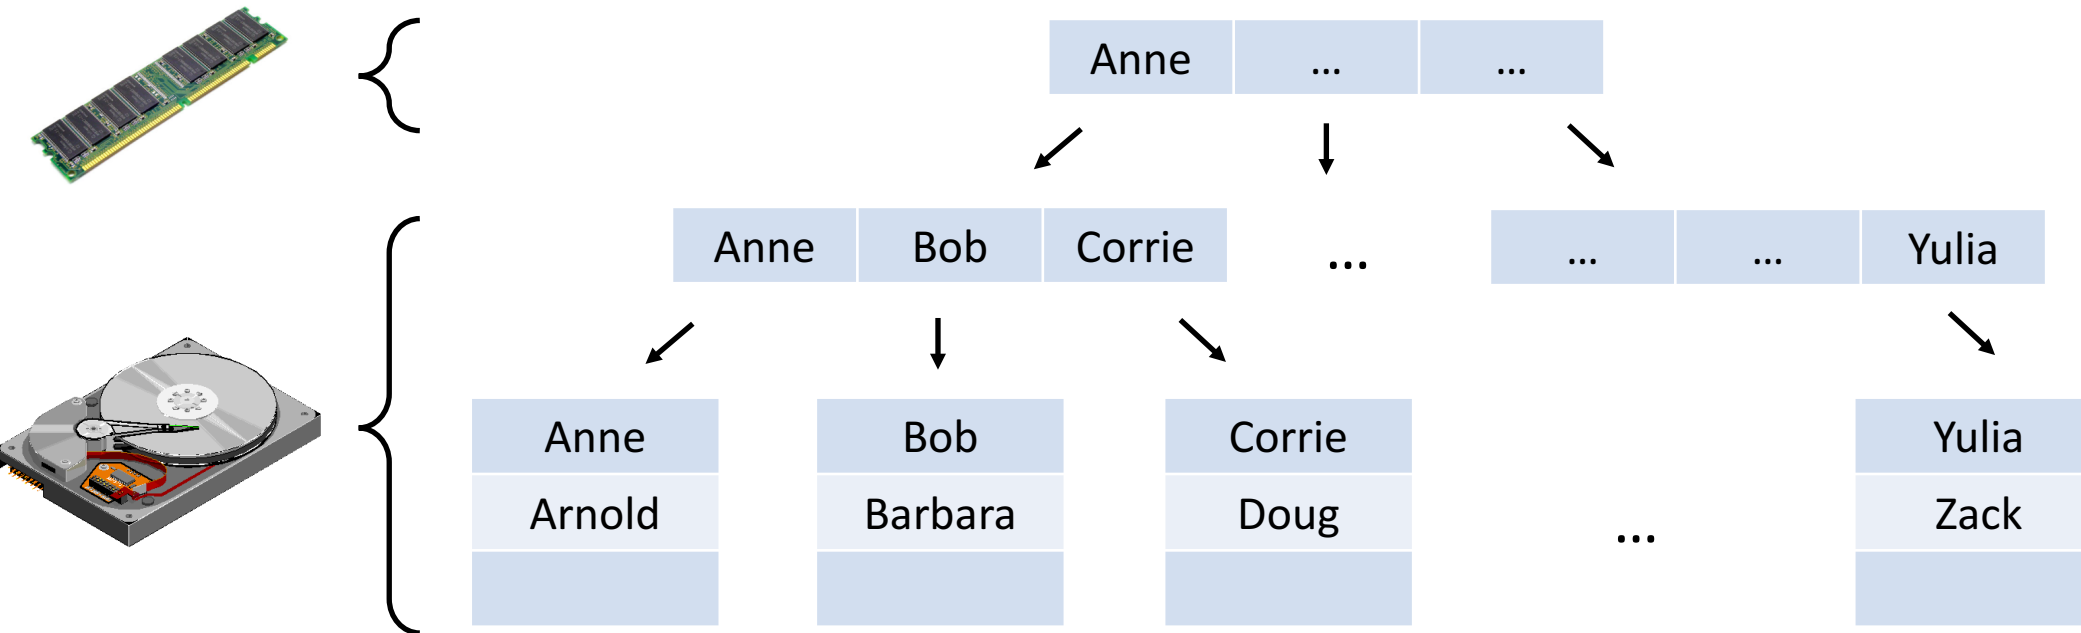 Anne ... ...
Anne Bob Corrie ... ... ... Yulia
Anne Bob Corrie Yulia
Arnold Barbara Doug ... Zack